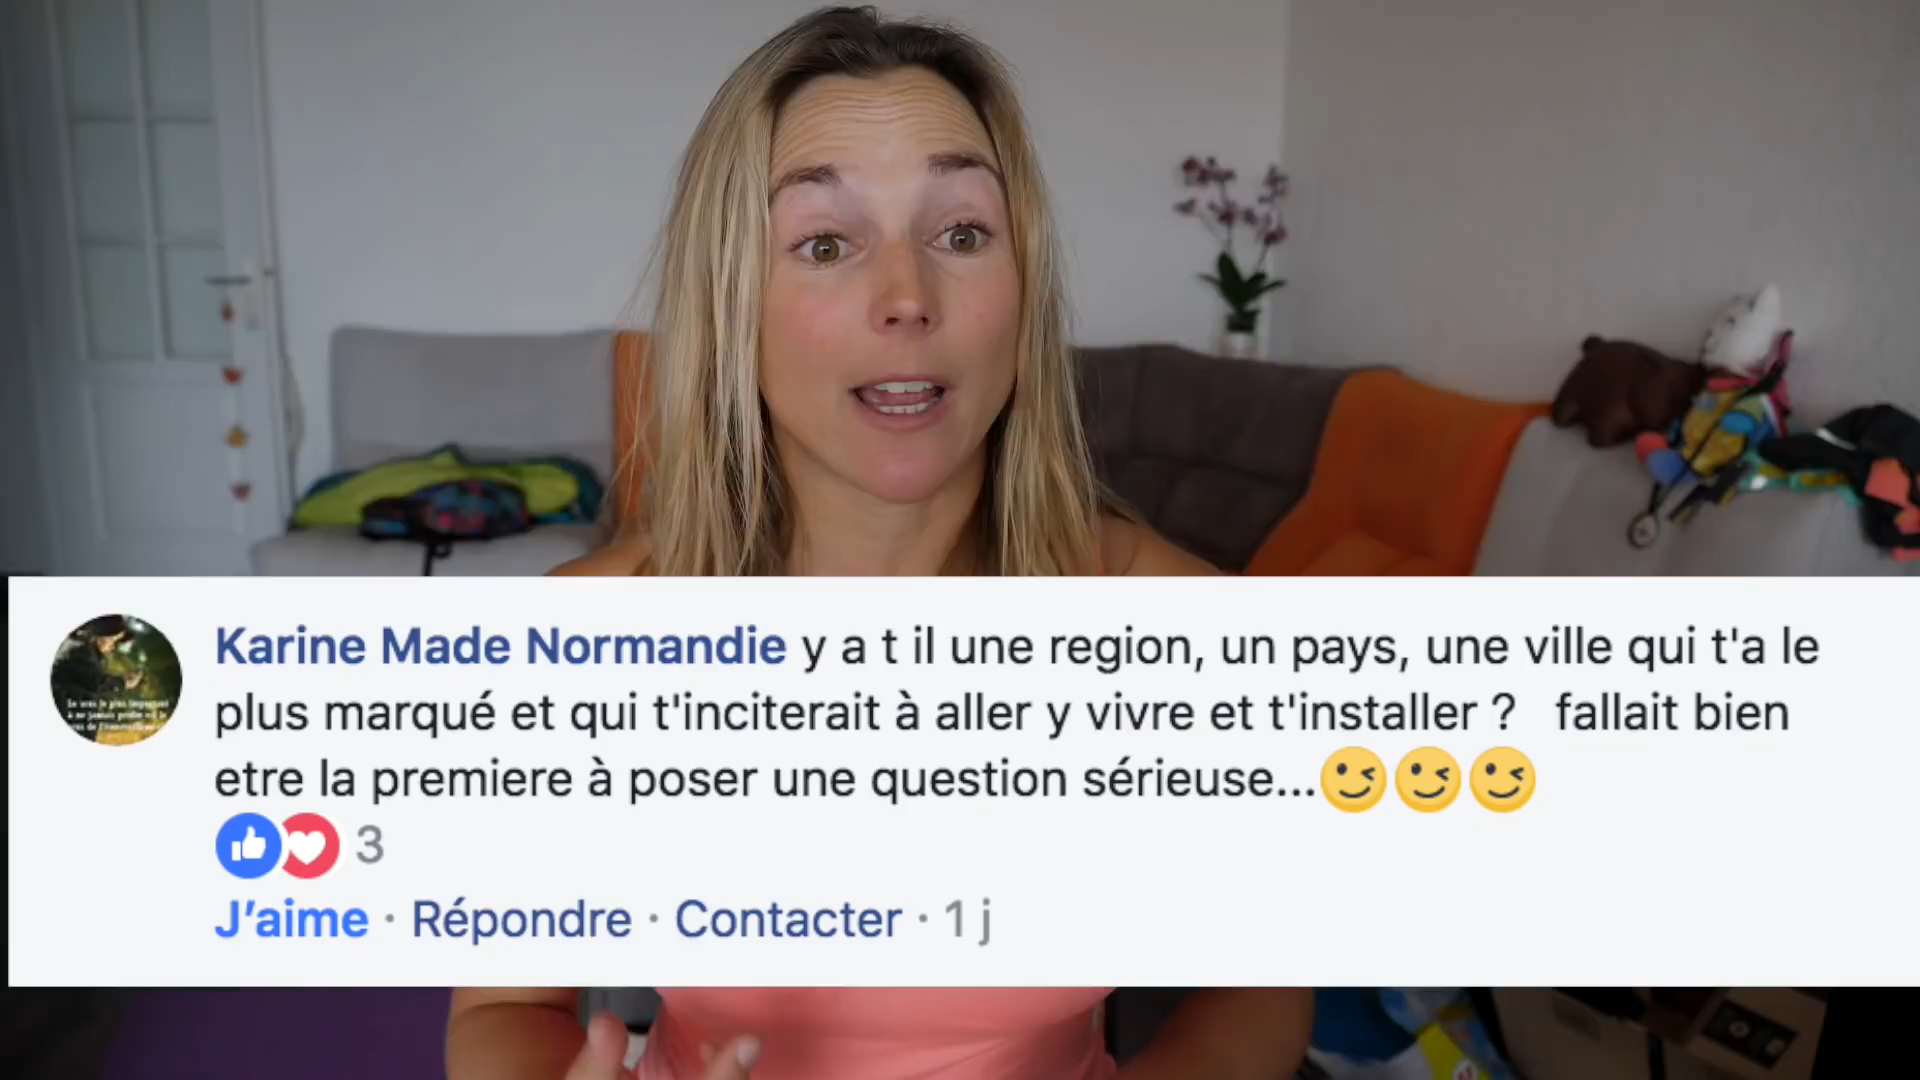 Karine Made Normandie y a t il une region, un pays, une ville qui t'a le
plus marqué et qui t'inciterait à aller y vivre et t'installer ?   fallait bien
etre la premiere à poser une question sérieuse...😉😉😉
3
J'aime · Répondre · Contacter · 1 j